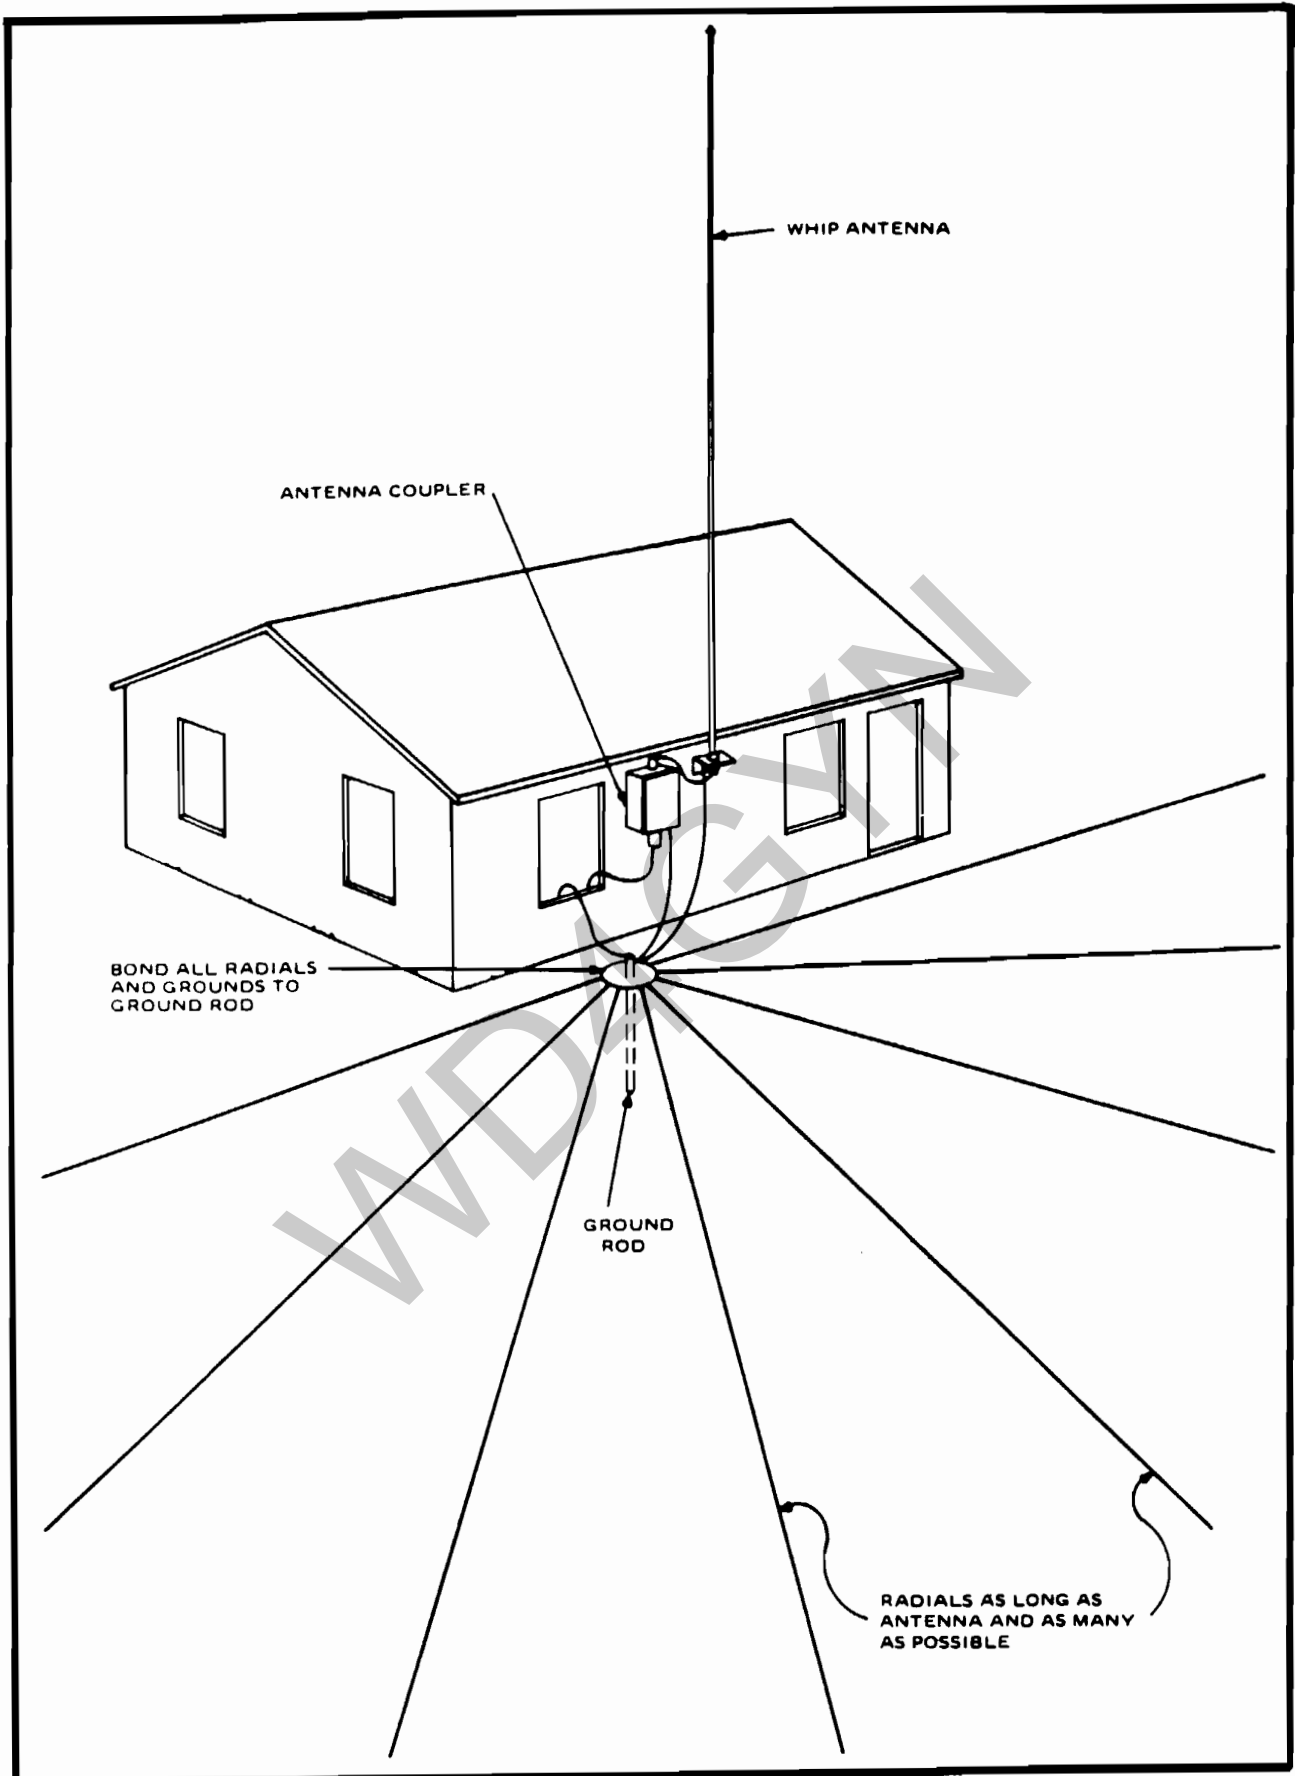 WHIP ANTENNA
ANTENNA COUPLER
BOND ALL RADIALS
AND GROUNDS TO
GROUND ROD
GROUND
ROD
RADIALS AS LONG AS
ANTENNA AND AS MANY
AS POSSIBLE
WD4GYN